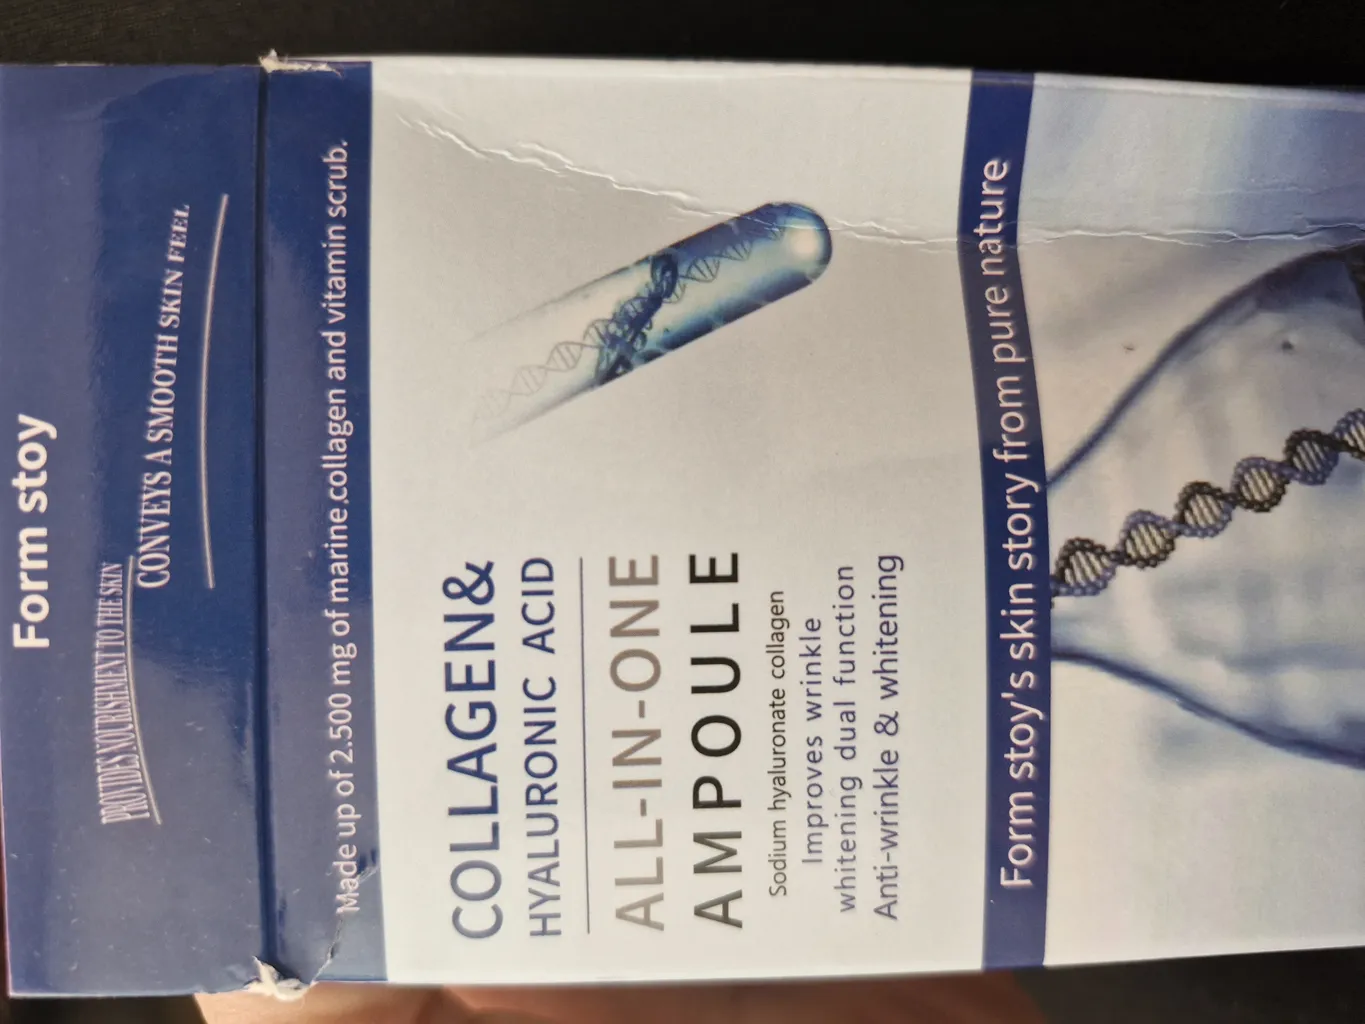 Form stoy
PROVIDES NOURISHMENT TO THE SKIN
CONVEYS A SMOOTH SKIN FEEL
Made up of 2.500 mg of marine,collagen and vitamin scrub.
COLLAGEN&
HYALURONIC ACID
ALL-IN-ONE
AMPOULE
Sodium hyaluronate collagen
Improves wrinkle
whitening dual function
Anti-wrinkle & whitening
Form stoy's skin story from pure nature